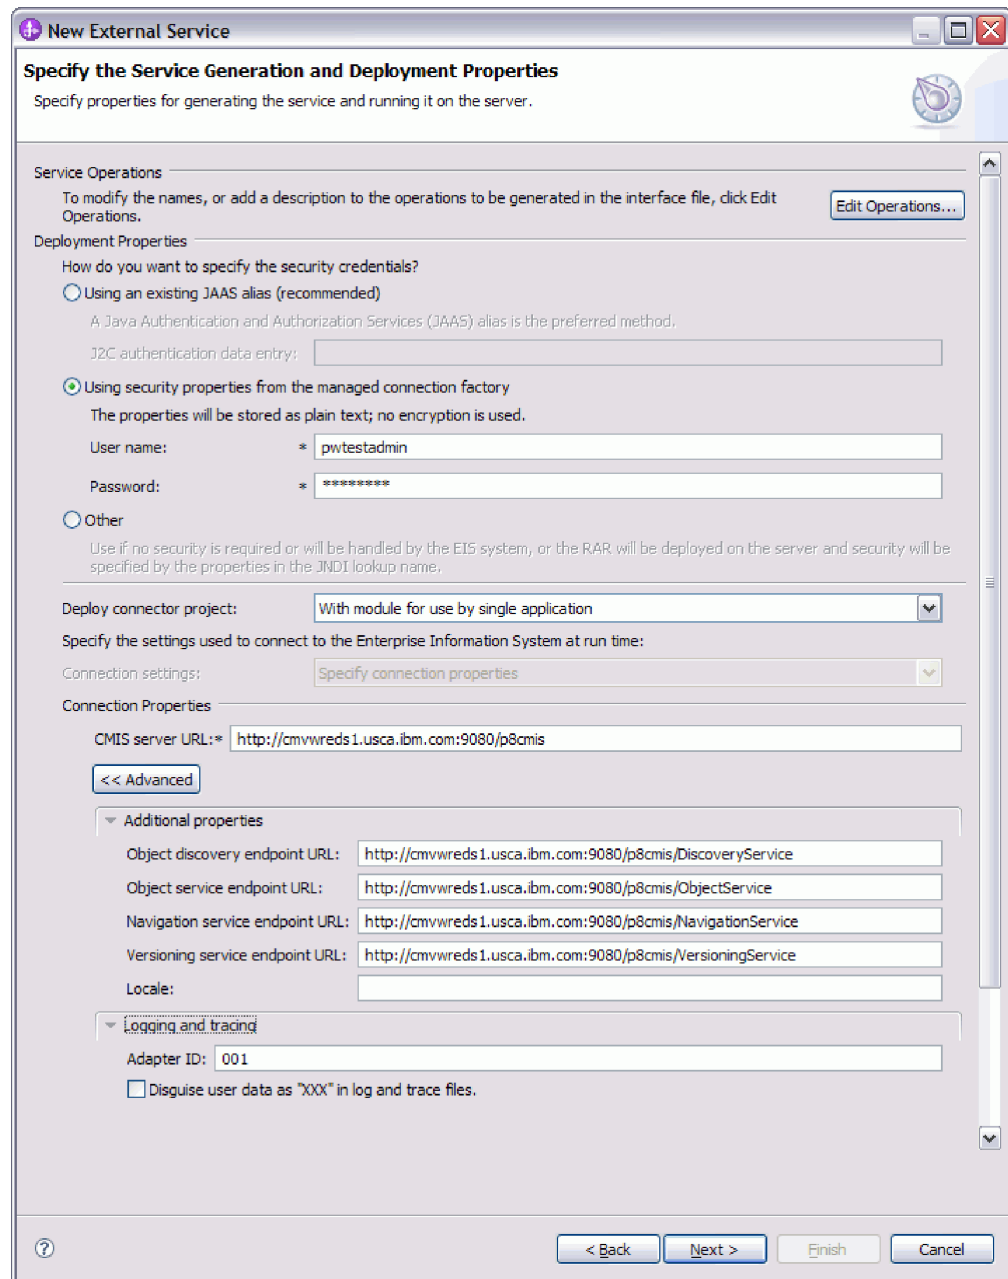 New External Service
Specify the Service Generation and Deployment Properties
Specify properties for generating the service and running it on the server.
Service Operations
To modify the names, or add a description to the operations to be generated in the interface file, click Edit
Operations.
Edit Operations...
Deployment Properties
How do you want to specify the security credentials?
Using an existing JAAS alias (recommended)
A Java Authentication and Authorization Services (JAAS) alias is the preferred method.
J2C authentication data entry:
Using security properties from the managed connection factory
The properties will be stored as plain text; no encryption is used.
User name: * pwtestadmin
Password: * ********
Other
Use if no security is required or will be handled by the EIS system, or the RAR will be deployed on the server and security will be
specified by the properties in the JNDI lookup name.
Deploy connector project: With module for use by single application
Specify the settings used to connect to the Enterprise Information System at run time:
Connection settings: Specify connection properties
Connection Properties
CMIS server URL:* http://cmvwreds1.usca.ibm.com:9080/p8cmis
<< Advanced
Additional properties
Object discovery endpoint URL: http://cmvwreds1.usca.ibm.com:9080/p8cmis/DiscoveryService
Object service endpoint URL: http://cmvwreds1.usca.ibm.com:9080/p8cmis/ObjectService
Navigation service endpoint URL: http://cmvwreds1.usca.ibm.com:9080/p8cmis/NavigationService
Versioning service endpoint URL: http://cmvwreds1.usca.ibm.com:9080/p8cmis/VersioningService
Locale:
Logging and tracing
Adapter ID: 001
Disguise user data as "XXX" in log and trace files.
? < Back Next > Finish Cancel